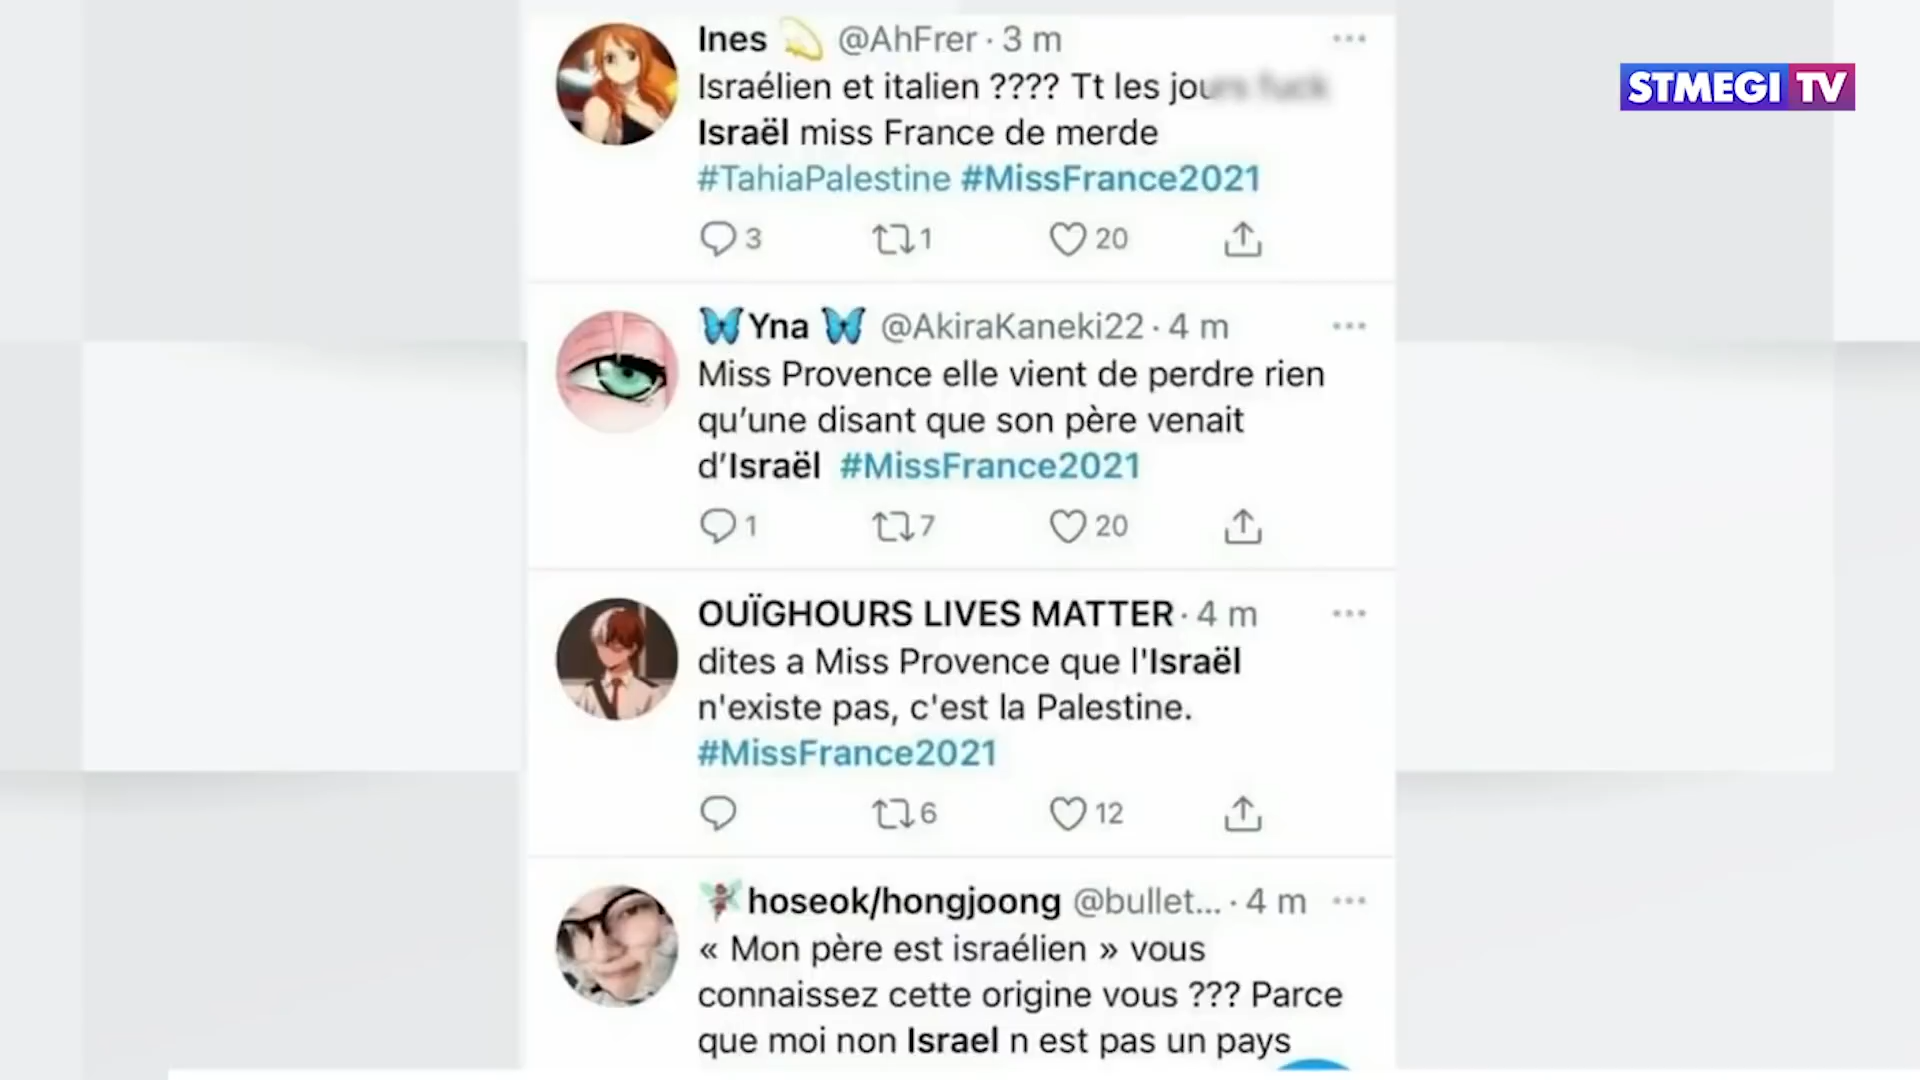 Ines @AhFrer · 3 m
Israélien et italien ???? Tt les jours fuck
Israël miss France de merde
#TahiaPalestine #MissFrance2021
3 1 20
Yna @AkiraKaneki22 · 4 m
Miss Provence elle vient de perdre rien
qu'une disant que son père venait
d'Israël #MissFrance2021
1 7 20
OUÏGHOURS LIVES MATTER · 4 m
dites a Miss Provence que l'Israël
n'existe pas, c'est la Palestine.
#MissFrance2021
6 12
hoseok/hongjoong @bullet... · 4 m
« Mon père est israélien » vous
connaissez cette origine vous ??? Parce
que moi non Israel n est pas un pays
STMEGI TV